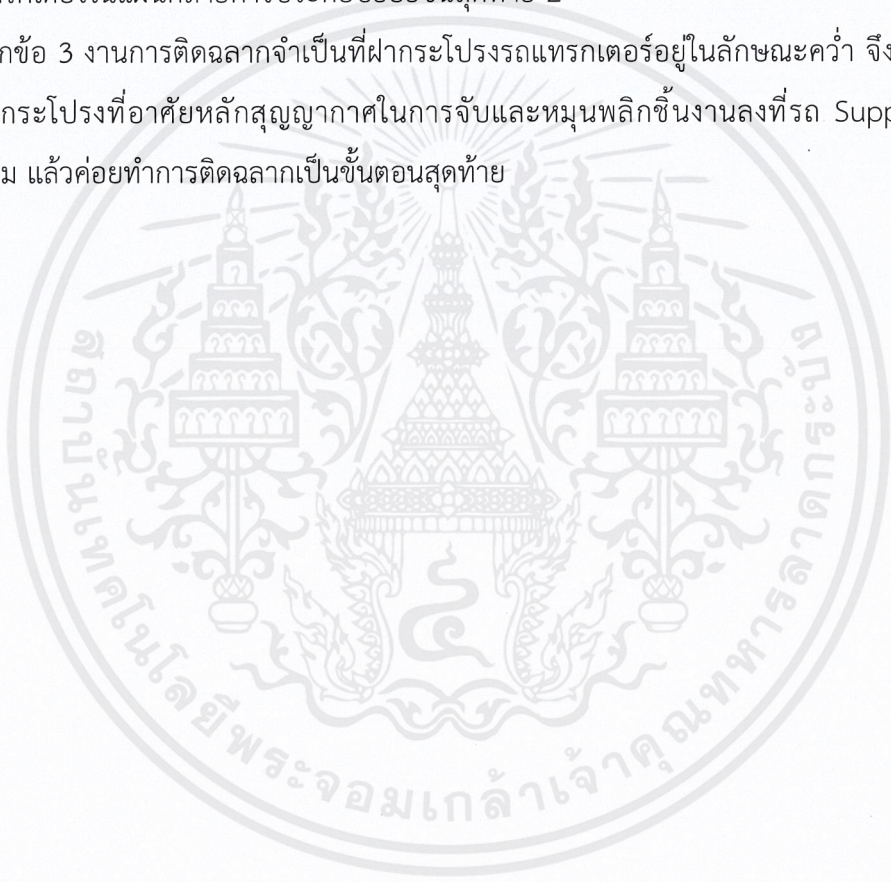 กข้อ 3 งานการติดฉลากจำเป็นที่ฝากระโปรงรถแทรกเตอร์อยู่ในลักษณะคว่ำ จึง
กระโปรงที่อาศัยหลักสุญญากาศในการจับและหมุนพลิกชิ้นงานลงที่รถ Supp
ม แล้วค่อยทำการติดฉลากเป็นขั้นตอนสุดท้าย
สถาบันเทคโนโลยีพระจอมเกล้าเจ้าคุณทหารลาดกระบัง
๔